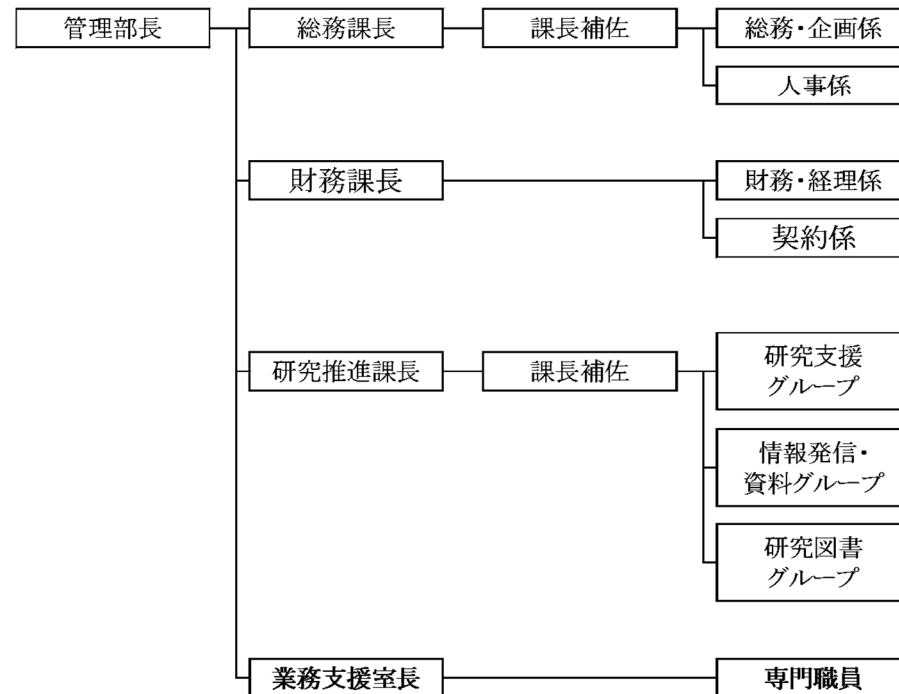 管理部長
総務課長
課長補佐
総務・企画係
人事係
財務課長
財務・経理係
契約係
研究推進課長
課長補佐
研究支援
グループ
情報発信・
資料グループ
研究図書
グループ
業務支援室長
専門職員